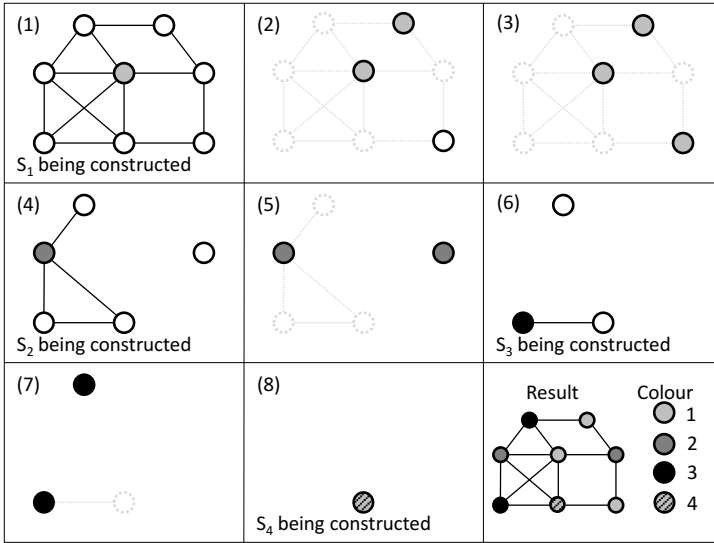 (1)
S₁ being constructed
(2)
(3)
(4)
S₂ being constructed
(5)
(6)
S₃ being constructed
(7)
(8)
S₄ being constructed
Result
Colour
1
2
3
4